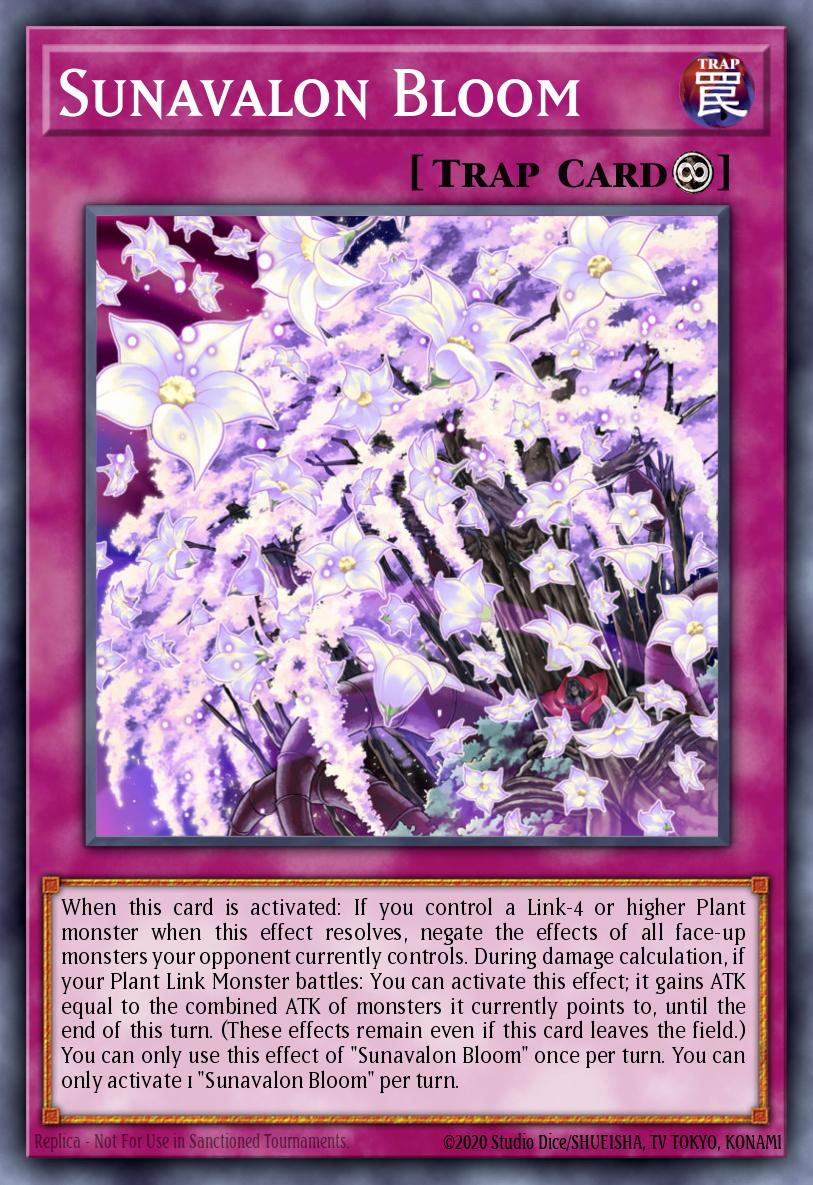 Sunavalon Bloom
TRAP
罠
[Trap Card]
When this card is activated: If you control a Link-4 or higher Plant
monster when this effect resolves, negate the effects of all face-up
monsters your opponent currently controls. During damage calculation, if
your Plant Link Monster battles: You can activate this effect; it gains ATK
equal to the combined ATK of monsters it currently points to, until the
end of this turn. (These effects remain even if this card leaves the field.)
You can only use this effect of "Sunavalon Bloom" once per turn. You can
only activate 1 "Sunavalon Bloom" per turn.
Replica - Not For Use in Sanctioned Tournaments.
©2020 Studio Dice/SHUEISHA, TV TOKYO, KONAMI